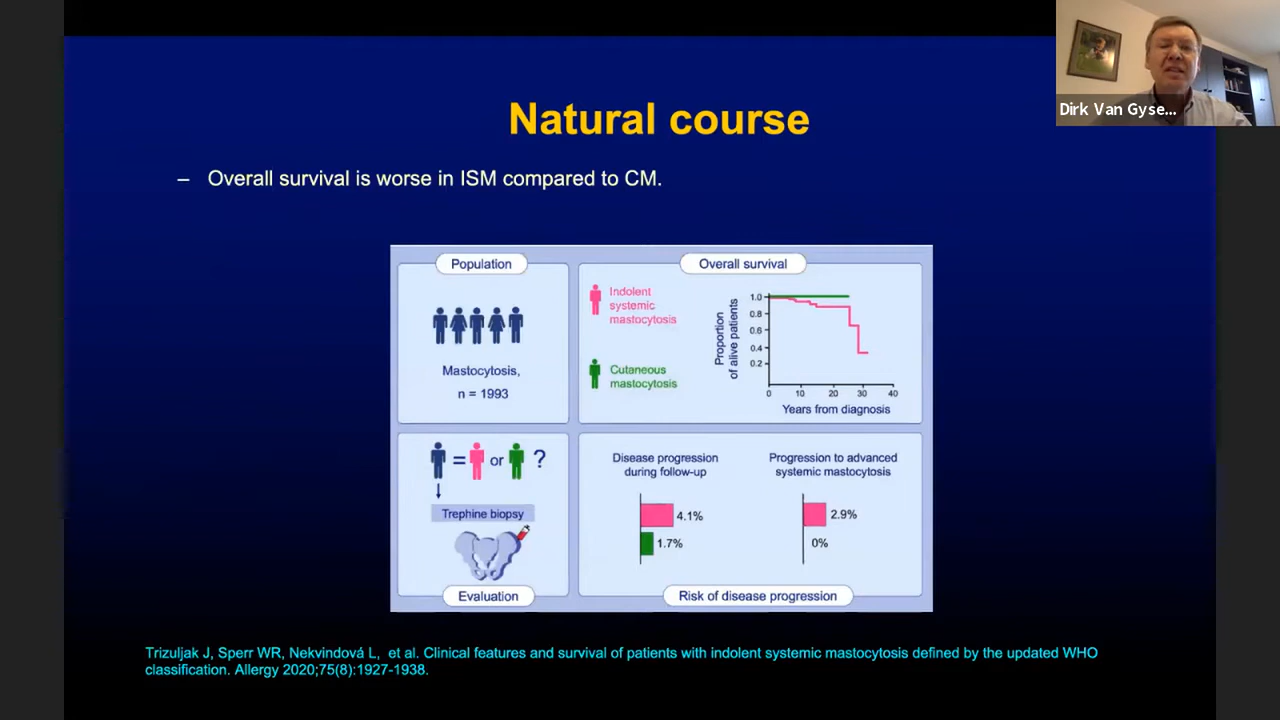 Dirk Van Gyse...
Natural course
– Overall survival is worse in ISM compared to CM.
Population
Mastocytosis,
n = 1993
Overall survival
Indolent
systemic
mastocytosis
Cutaneous
mastocytosis
Proportion
of alive patients
1.0
0.8
0.6
0.4
0.2
0 10 20 30 40
Years from diagnosis
= or ?
Trephine biopsy
Evaluation
Disease progression
during follow-up
4.1%
1.7%
Progression to advanced
systemic mastocytosis
2.9%
0%
Risk of disease progression
Trizuljak J, Sperr WR, Nekvindová L, et al. Clinical features and survival of patients with indolent systemic mastocytosis defined by the updated WHO
classification. Allergy 2020;75(8):1927-1938.